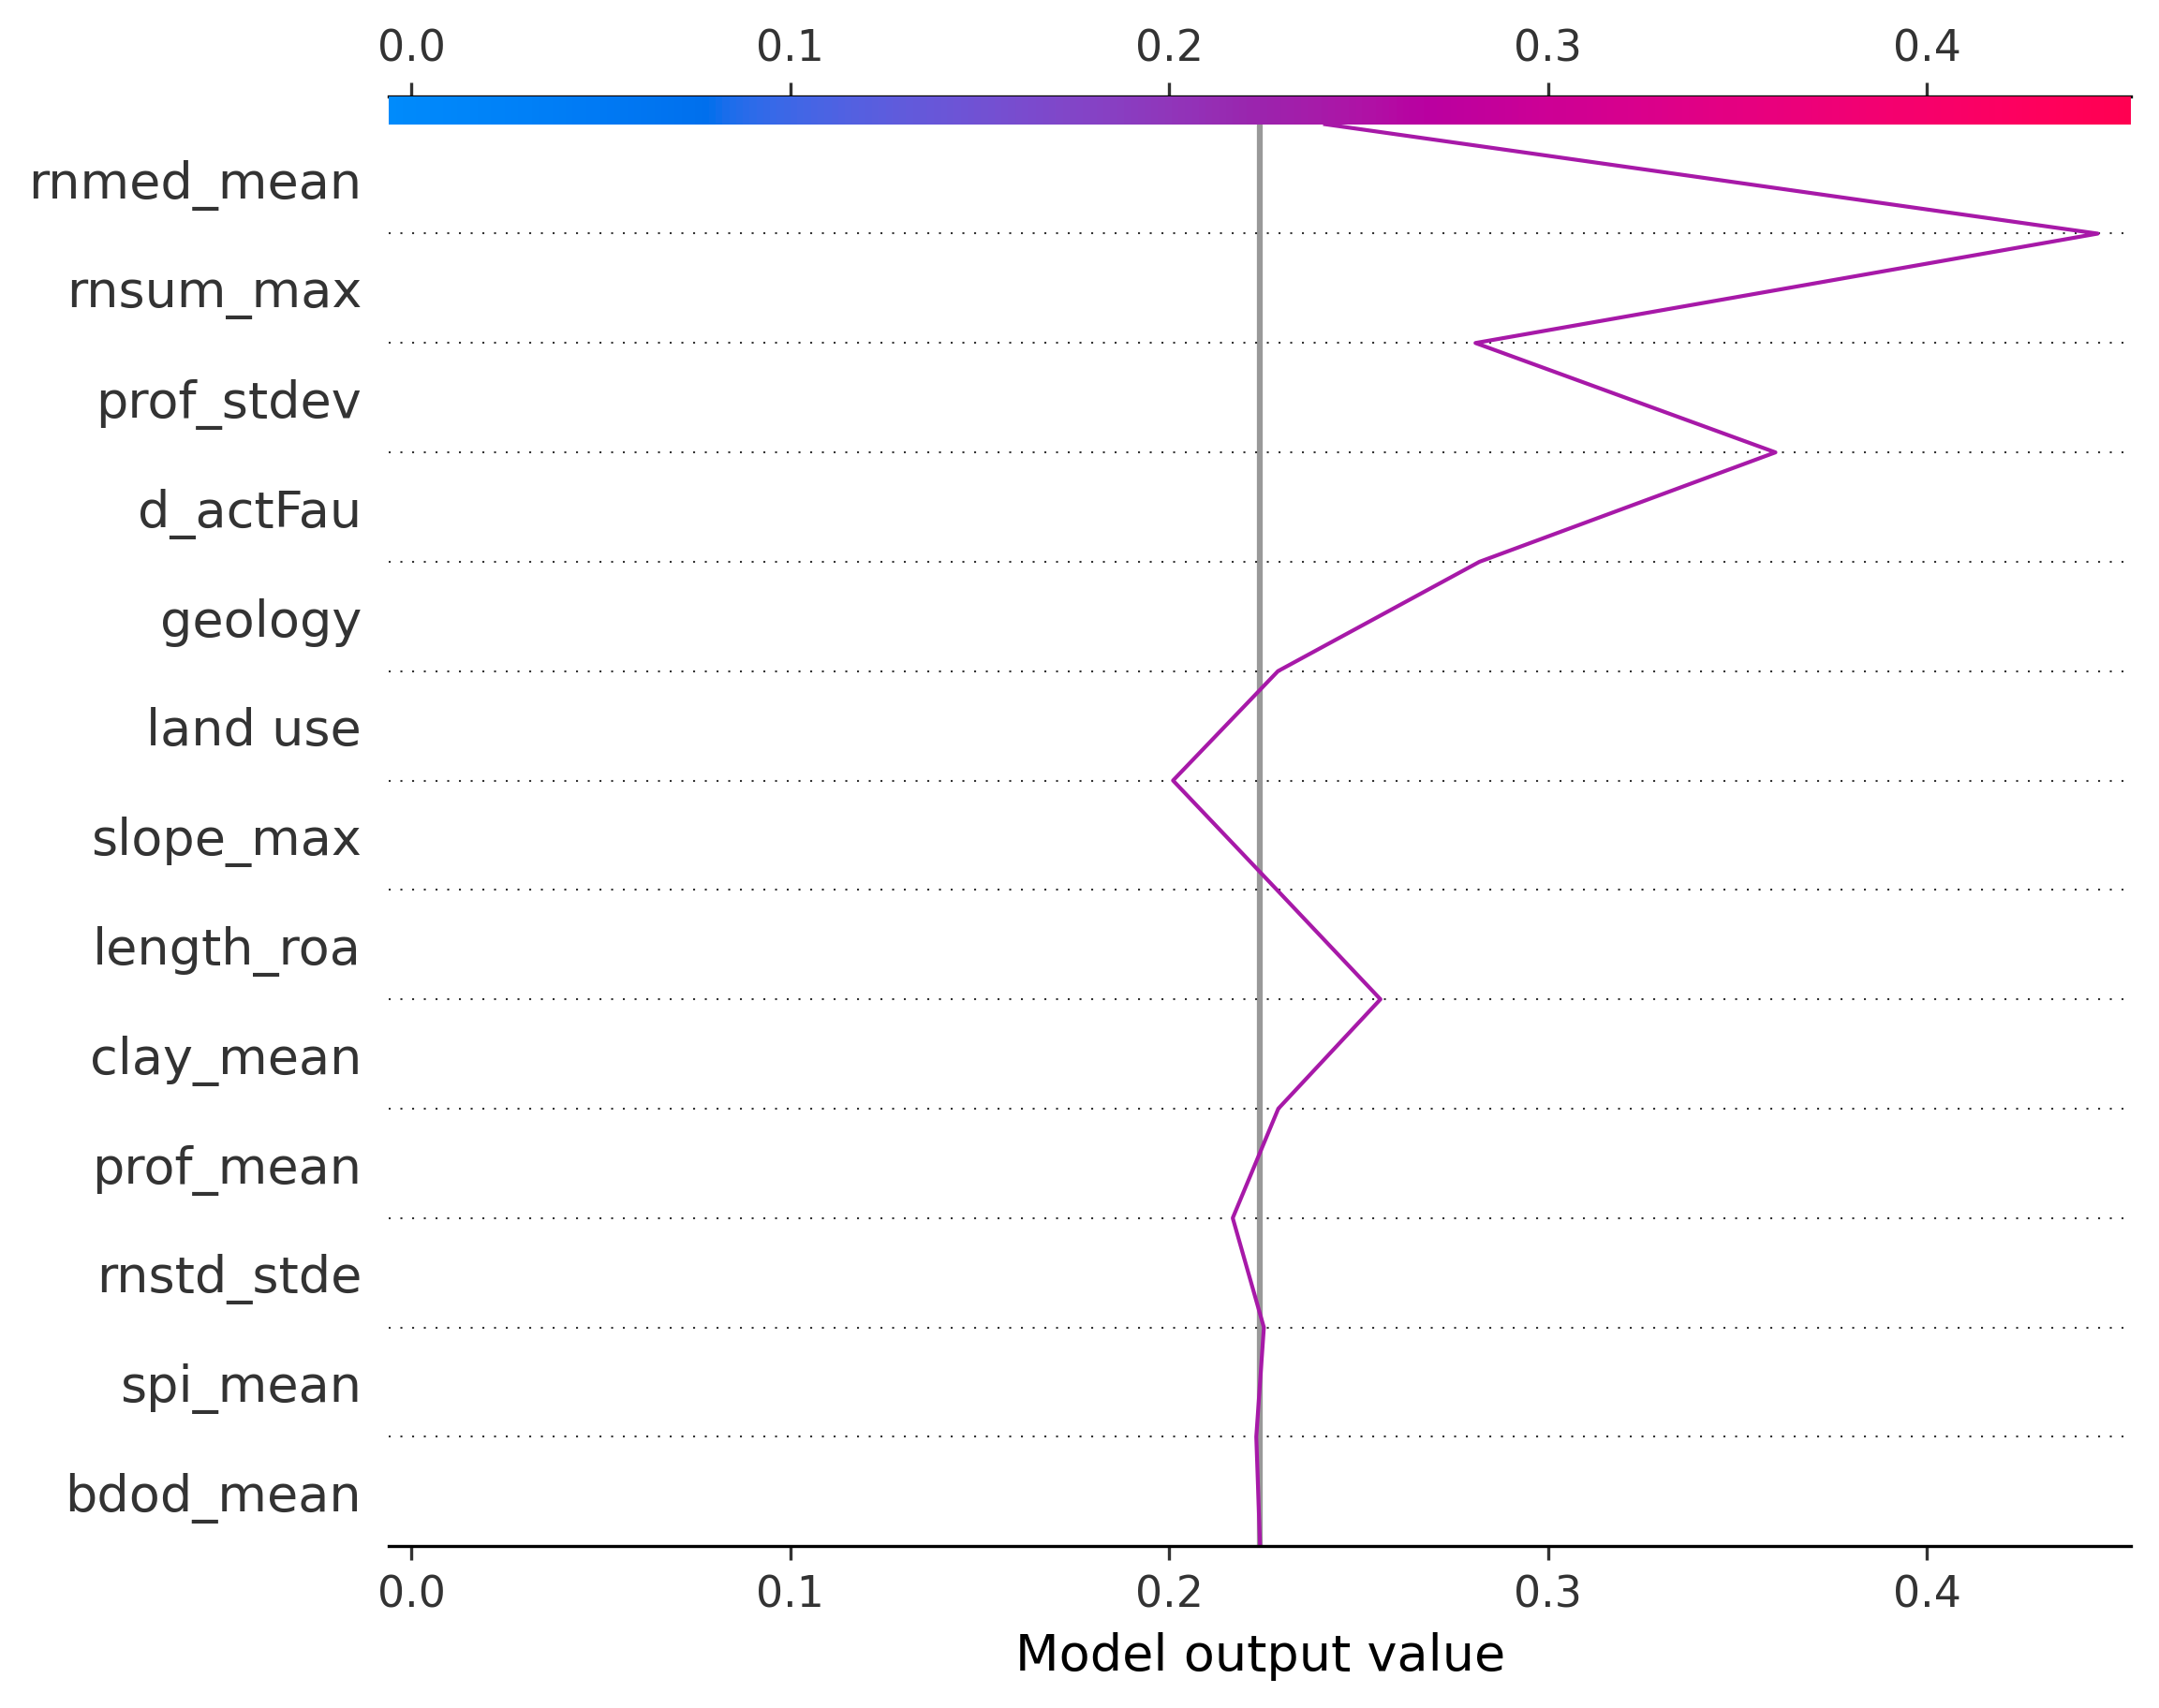 0.0 0.1 0.2 0.3 0.4
rnmed_mean
rnsum_max
prof_stdev
d_actFau
geology
land use
slope_max
length_roa
clay_mean
prof_mean
rnstd_stde
spi_mean
bdod_mean
0.0 0.1 0.2 0.3 0.4
Model output value